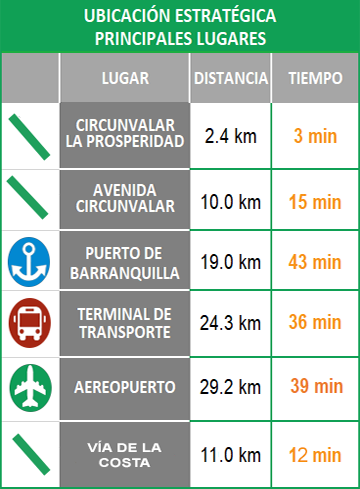 UBICACIÓN ESTRATÉGICA
PRINCIPALES LUGARES
LUGAR DISTANCIA TIEMPO
CIRCUNVALAR
LA PROSPERIDAD 2.4 km 3 min
AVENIDA
CIRCUNVALAR 10.0 km 15 min
PUERTO DE
BARRANQUILLA 19.0 km 43 min
TERMINAL DE
TRANSPORTE 24.3 km 36 min
AEREOPUERTO 29.2 km 39 min
VÍA DE LA
COSTA 11.0 km 12 min